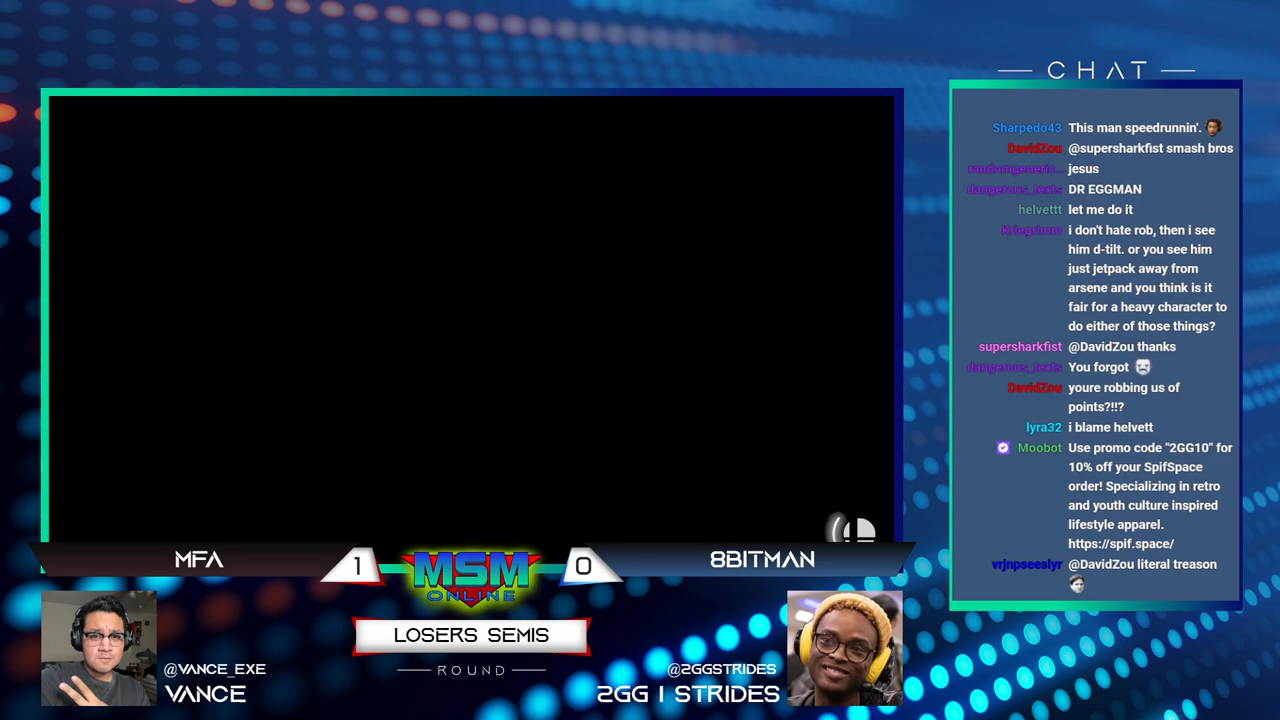 CHAT
Sharpedo43 This man speedrunnin'.
DavidZou @supersharkfist smash bros
randomgeneric... jesus
dangerous_texts DR EGGMAN
helvettt let me do it
Kriegrimm i don't hate rob, then i see
him d-tilt. or you see him
just jetpack away from
arsene and you think is it
fair for a heavy character to
do either of those things?
supersharkfist @DavidZou thanks
dangerous_texts You forgot
DavidZou youre robbing us of
points?!!?
lyra32 i blame helvett
Moobot Use promo code "2GG10" for
10% off your SpifSpace
order! Specializing in retro
and youth culture inspired
lifestyle apparel.
https://spif.space/
vrjnpseeslyr @DavidZou literal treason
MFA 1 MSM 0 8BITMAN
ONLINE
LOSERS SEMIS
ROUND
@VANCE_EXE
VANCE
@2GGSTRIDES
2GG | STRIDES